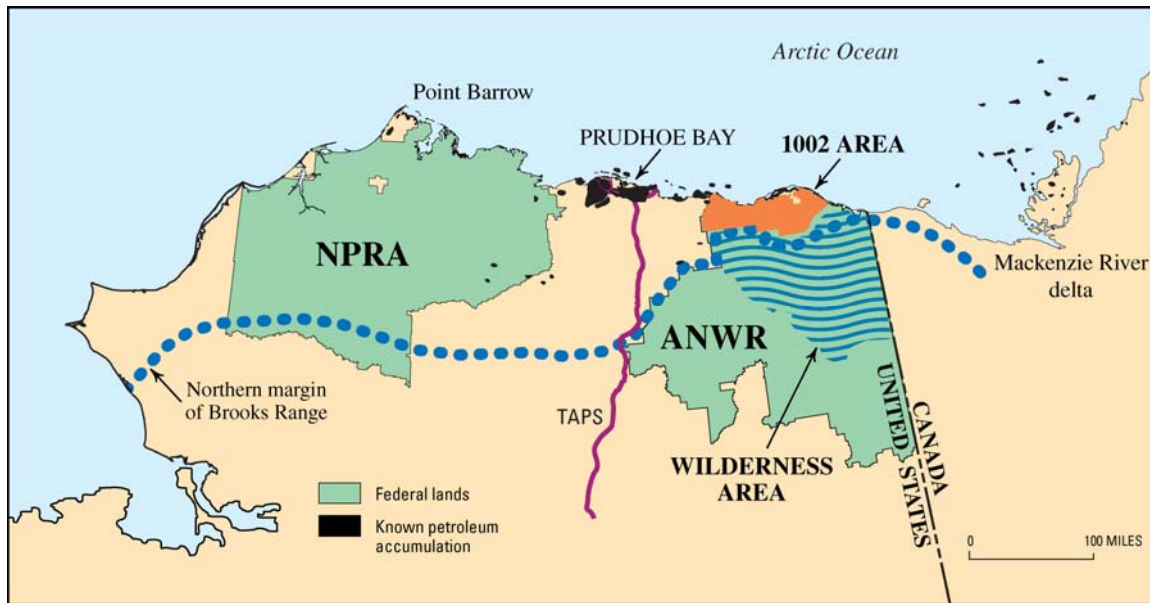 Arctic Ocean
Point Barrow
PRUDHOE BAY
1002 AREA
NPRA
Mackenzie River
delta
ANWR
Northern margin
of Brooks Range
TAPS
WILDERNESS
AREA
UNITED STATES
CANADA
Federal lands
Known petroleum
accumulation
0 100 MILES